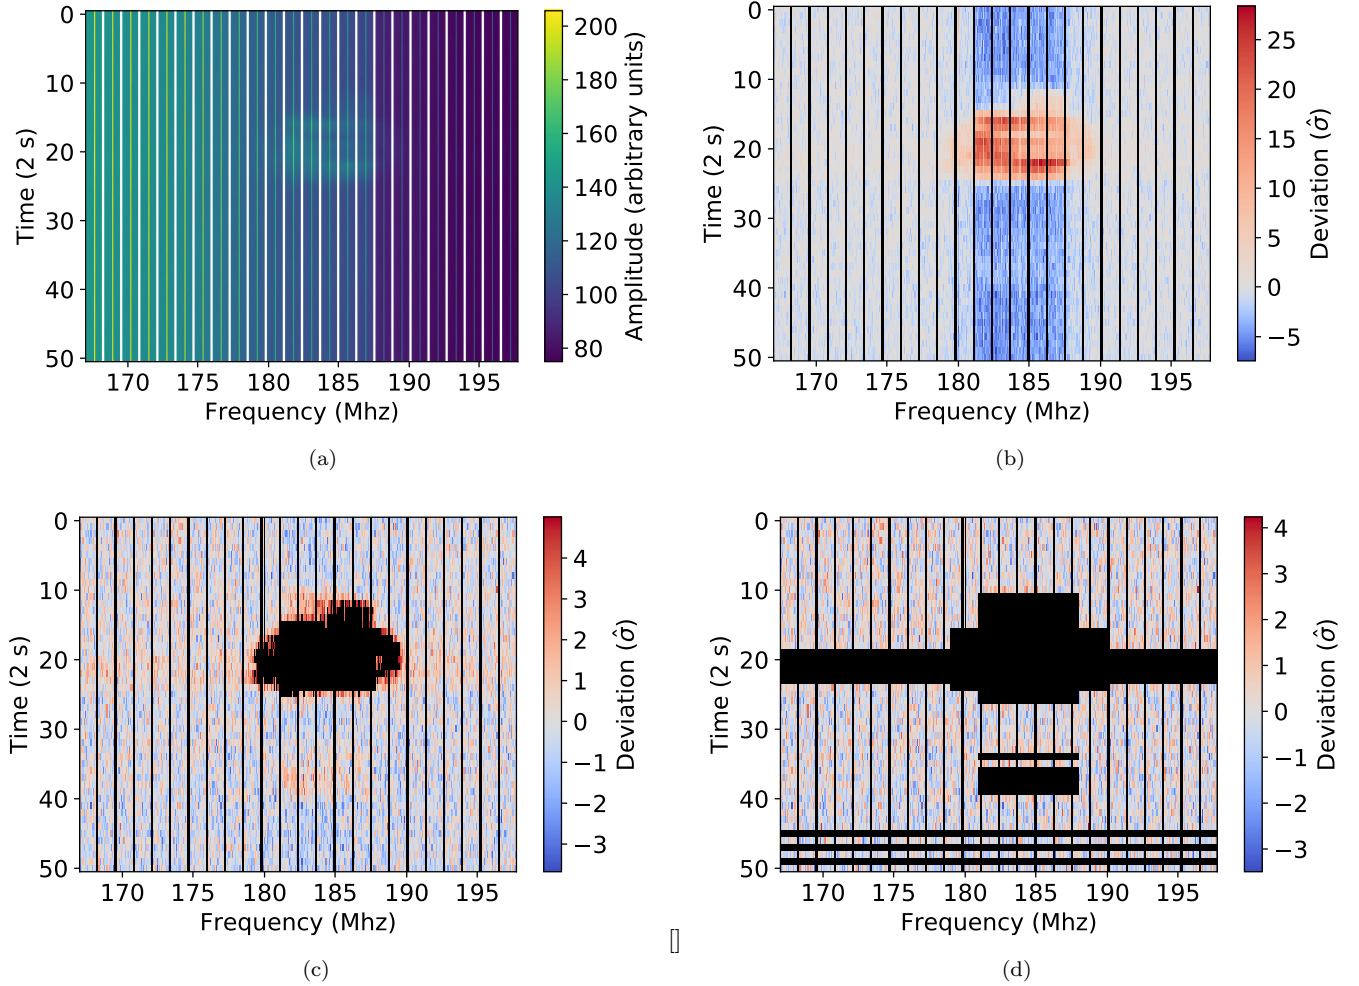 0
10
20
30
40
50
Time (2 s)
170 175 180 185 190 195
Frequency (Mhz)
200
180
160
140
120
100
80
Amplitude (arbitrary units)
(a)
0
10
20
30
40
50
Time (2 s)
170 175 180 185 190 195
Frequency (Mhz)
25
20
15
10
5
0
−5
Deviation (σ̂)
(b)
0
10
20
30
40
50
Time (2 s)
170 175 180 185 190 195
Frequency (Mhz)
4
3
2
1
0
−1
−2
−3
Deviation (σ̂)
(c)
[]
0
10
20
30
40
50
Time (2 s)
170 175 180 185 190 195
Frequency (Mhz)
4
3
2
1
0
−1
−2
−3
Deviation (σ̂)
(d)